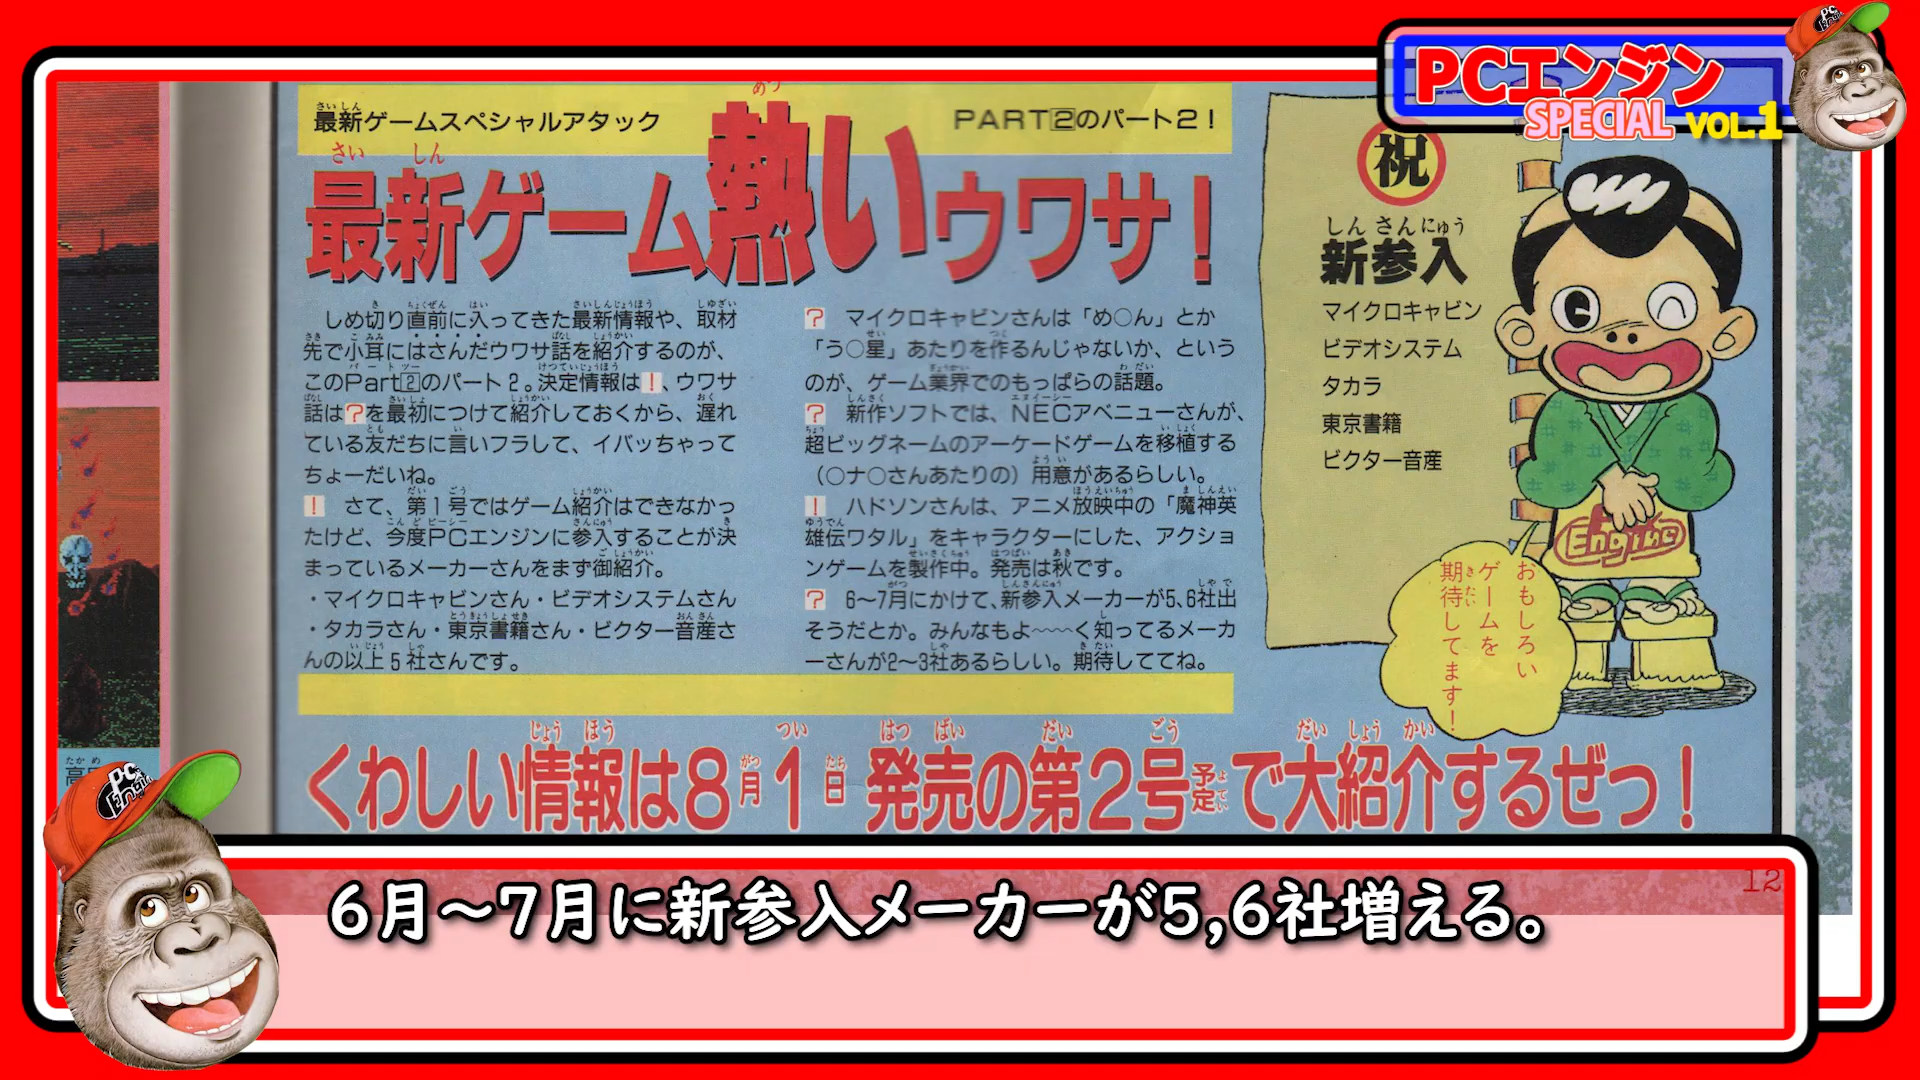 PCエンジン
SPECIAL VOL.1
最新ゲームスペシャルアタック
PART2のパート2!
最新ゲーム熱いウワサ!
しめ切り直前に入ってきた最新情報や、取材
先で小耳にはさんだウワサ話を紹介するのが、
このPart2のパート2。決定情報は!、ウワサ
話は?を最初につけて紹介しておくから、遅れ
ている友だちに言いフラして、イバッちゃって
ちょーだいね。
! さて、第1号ではゲーム紹介はできなかっ
たけど、今度PCエンジンに参入することが決
まっているメーカーさんをまず御紹介。
・マイクロキャビンさん・ビデオシステムさん
・タカラさん・東京書籍さん・ビクター音産さ
んの以上5社さんです。
? マイクロキャビンさんは「め○ん」とか
「う○星」あたりを作るんじゃないか、という
のが、ゲーム業界でのもっぱらの話題。
? 新作ソフトでは、NECアベニューさんが、
超ビッグネームのアーケードゲームを移植する
(○ナ○さんあたりの)用意があるらしい。
! ハドソンさんは、アニメ放映中の「魔神英
雄伝ワタル」をキャラクターにした、アクショ
ンゲームを製作中。発売は秋です。
? 6〜7月にかけて、新参入メーカーが5、6社出
そうだとか。みんなもよ〜〜く知ってるメーカ
ーさんが2〜3社あるらしい。期待しててね。
祝
新参入
マイクロキャビン
ビデオシステム
タカラ
東京書籍
ビクター音産
Engine
おもしろい
ゲームを
期待してます!
くわしい情報は8月1日発売の第2号予定で大紹介するぜっ!
12
PC Engine
6月〜7月に新参入メーカーが5,6社増える。